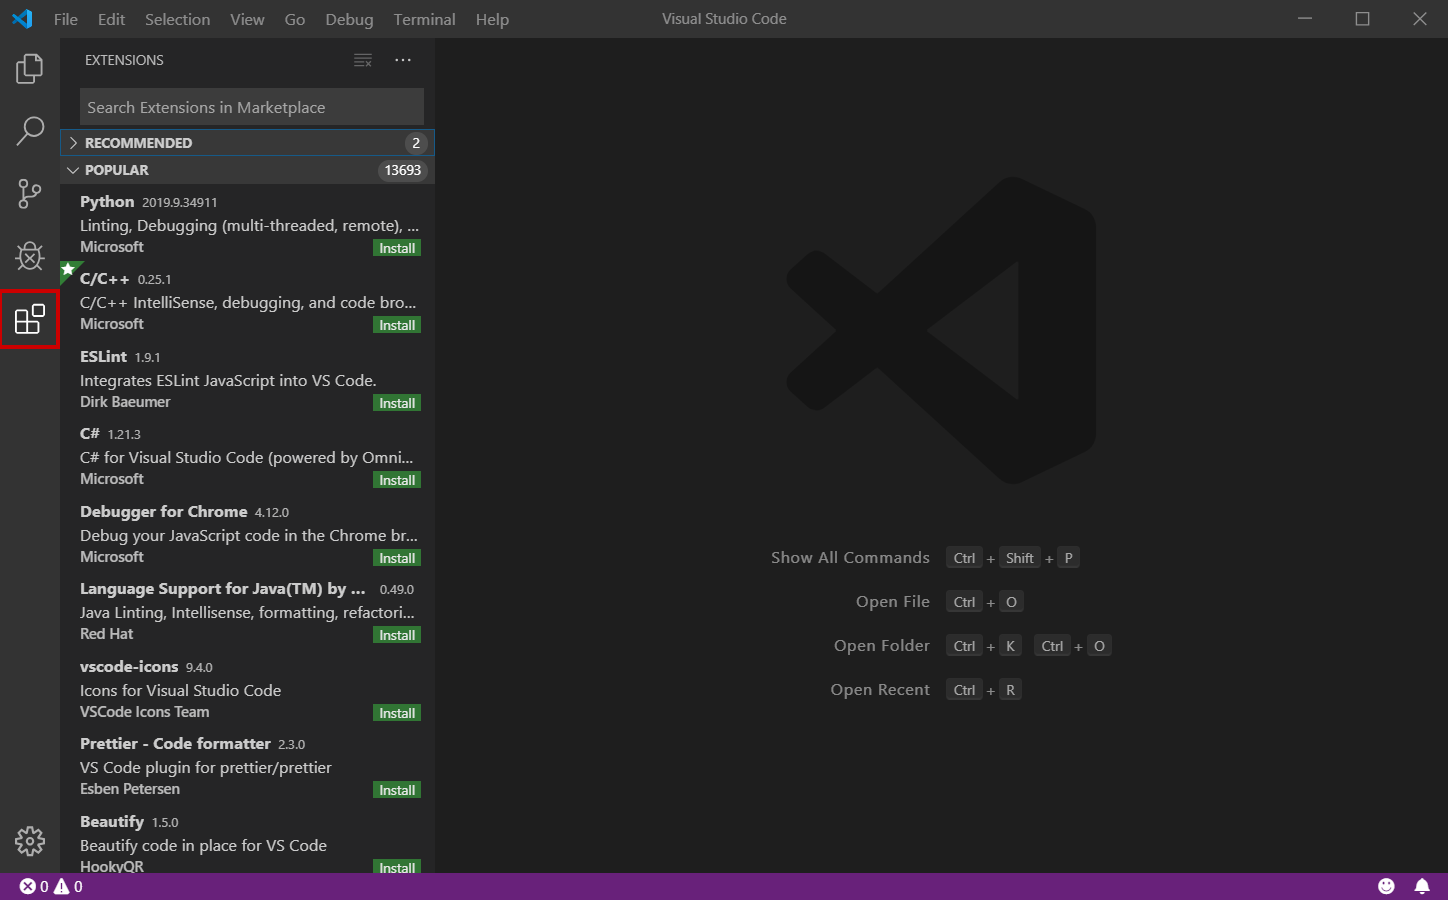 File Edit Selection View Go Debug Terminal Help Visual Studio Code
EXTENSIONS
Search Extensions in Marketplace
RECOMMENDED 2
POPULAR 13693
Python 2019.9.34911
Linting, Debugging (multi-threaded, remote), ...
Microsoft Install
C/C++ 0.25.1
C/C++ IntelliSense, debugging, and code bro...
Microsoft Install
ESLint 1.9.1
Integrates ESLint JavaScript into VS Code.
Dirk Baeumer Install
C# 1.21.3
C# for Visual Studio Code (powered by Omni...
Microsoft Install
Debugger for Chrome 4.12.0
Debug your JavaScript code in the Chrome br...
Microsoft Install
Language Support for Java(TM) by ... 0.49.0
Java Linting, Intellisense, formatting, refactori...
Red Hat Install
vscode-icons 9.4.0
Icons for Visual Studio Code
VSCode Icons Team Install
Prettier - Code formatter 2.3.0
VS Code plugin for prettier/prettier
Esben Petersen Install
Beautify 1.5.0
Beautify code in place for VS Code
HookyQR Install
Show All Commands Ctrl + Shift + P
Open File Ctrl + O
Open Folder Ctrl + K Ctrl + O
Open Recent Ctrl + R
0 0